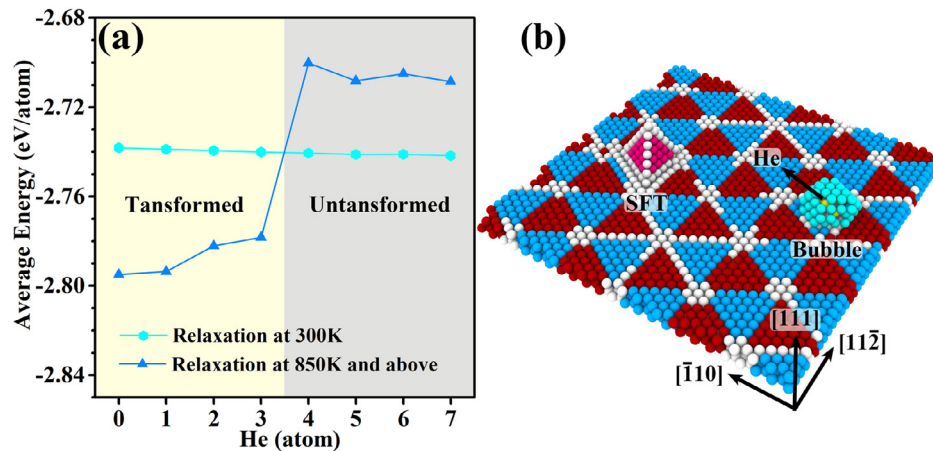 (a)
Average Energy (eV/atom)
-2.68
-2.72
-2.76
-2.80
-2.84
Tansformed
Untansformed
Relaxation at 300K
Relaxation at 850K and above
0 1 2 3 4 5 6 7
He (atom)
(b)
He
SFT
Bubble
[111]
[112̄]
[1̄10]